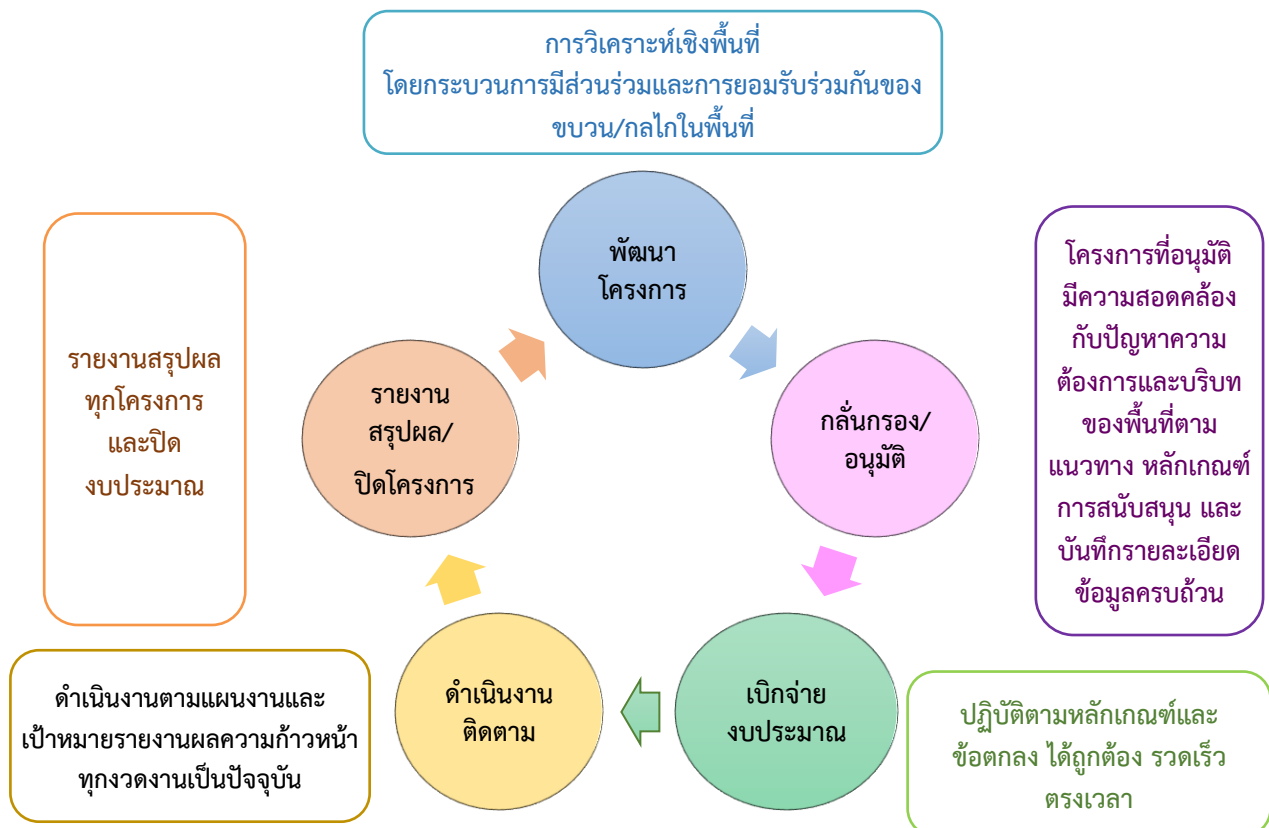 การวิเคราะห์เชิงพื้นที่
โดยกระบวนการมีส่วนร่วมและการยอมรับร่วมกันของ
ขบวน/กลไกในพื้นที่
พัฒนา
โครงการ
โครงการที่อนุมัติ
มีความสอดคล้อง
กับปัญหาความ
ต้องการและบริบท
ของพื้นที่ตาม
แนวทาง หลักเกณฑ์
การสนับสนุน และ
บันทึกรายละเอียด
ข้อมูลครบถ้วน
กลั่นกรอง/
อนุมัติ
เบิกจ่าย
งบประมาณ
ปฏิบัติตามหลักเกณฑ์และ
ข้อตกลง ได้ถูกต้อง รวดเร็ว
ตรงเวลา
ดำเนินงาน
ติดตาม
ดำเนินงานตามแผนงานและ
เป้าหมายรายงานผลความก้าวหน้า
ทุกงวดงานเป็นปัจจุบัน
รายงาน
สรุปผล/
ปิดโครงการ
รายงานสรุปผล
ทุกโครงการ
และปิด
งบประมาณ